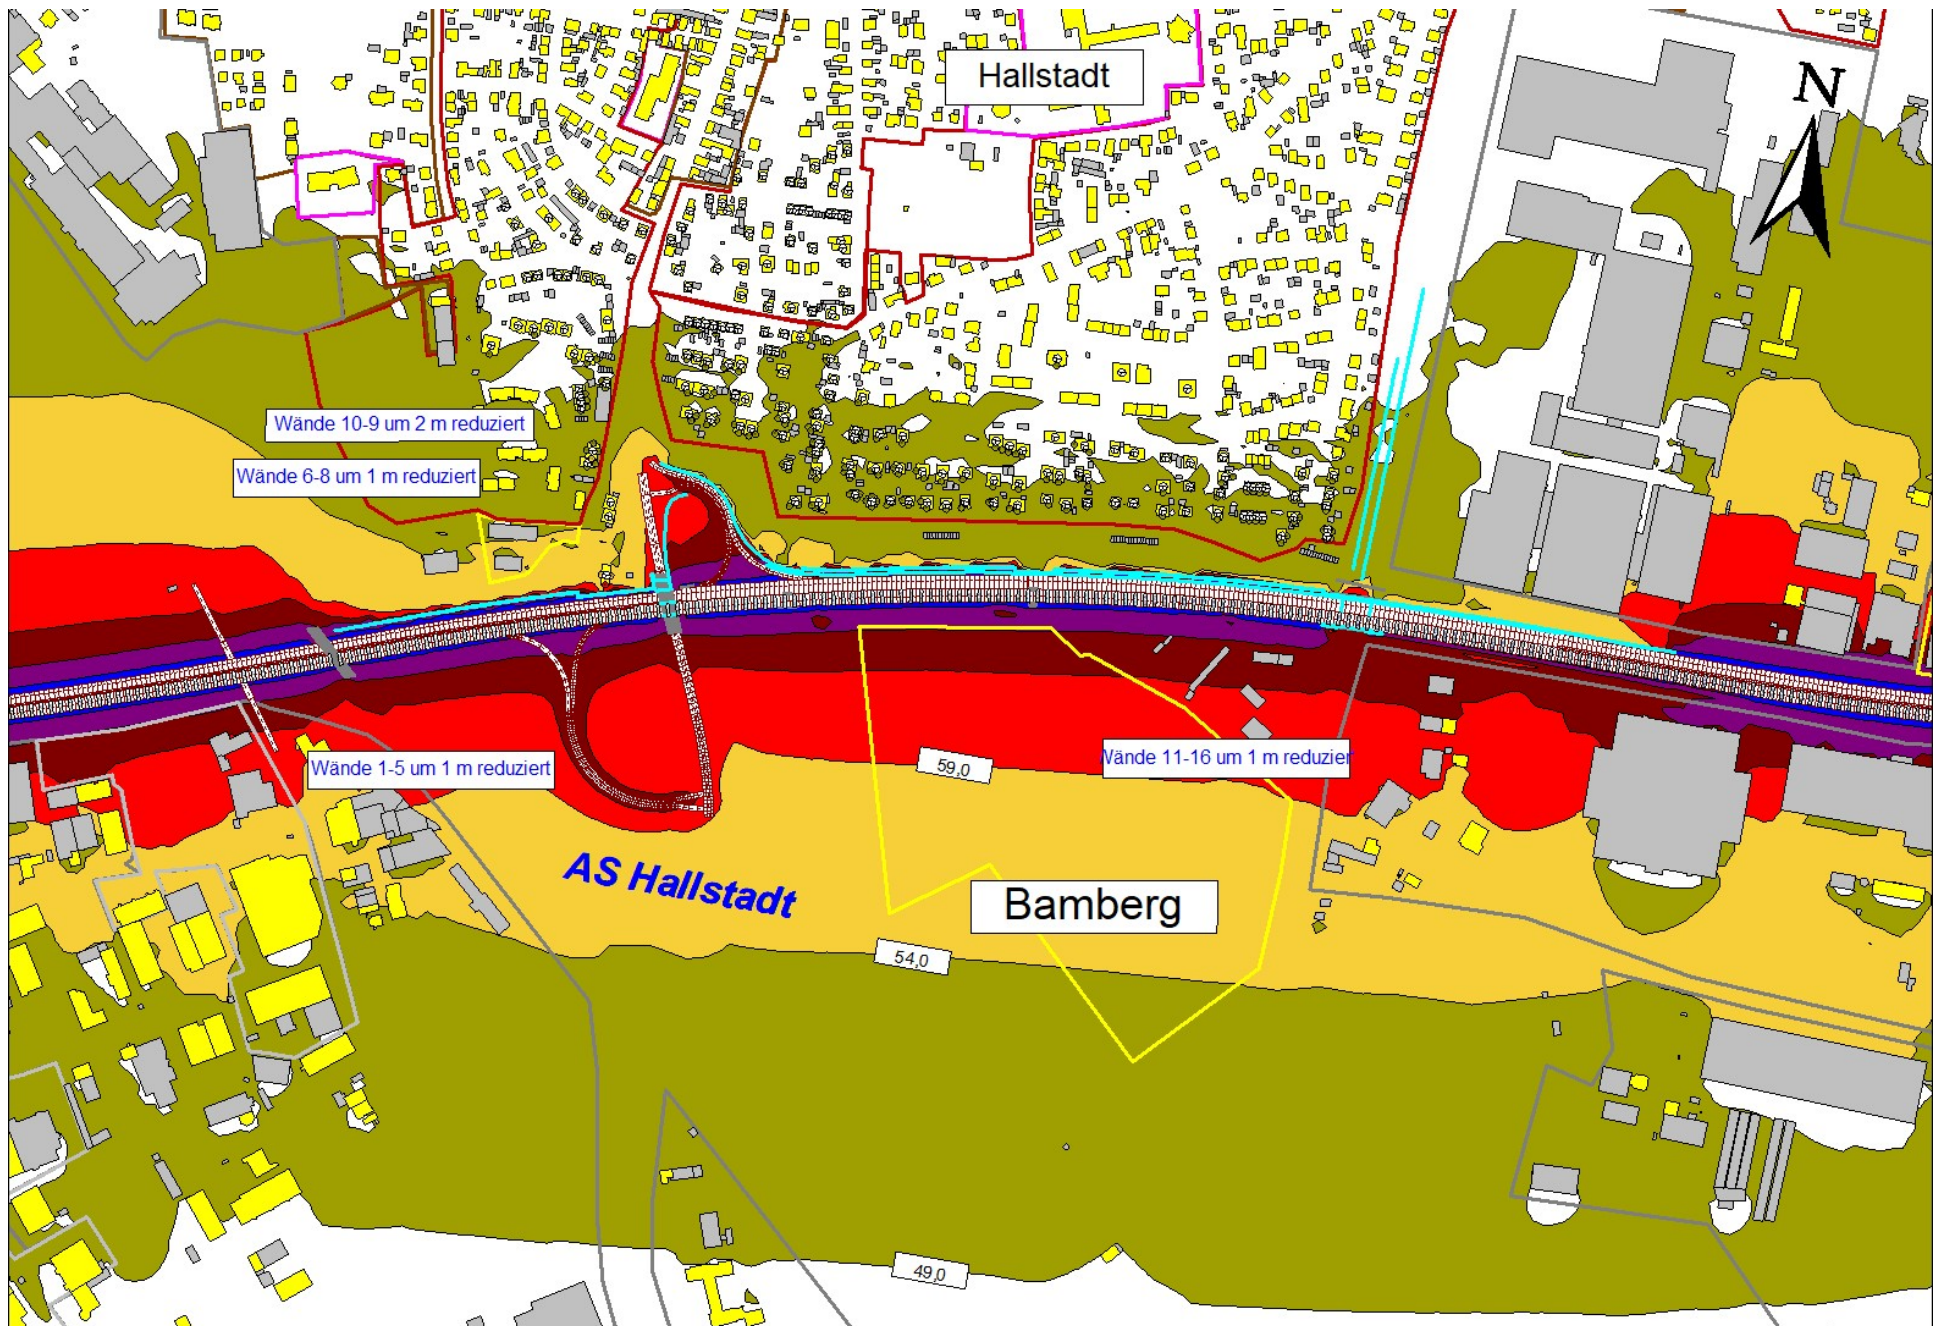 Hallstadt
N
Wände 10-9 um 2 m reduziert
Wände 6-8 um 1 m reduziert
Wände 1-5 um 1 m reduziert
59,0
Wände 11-16 um 1 m reduzier
AS Hallstadt
Bamberg
54,0
49,0